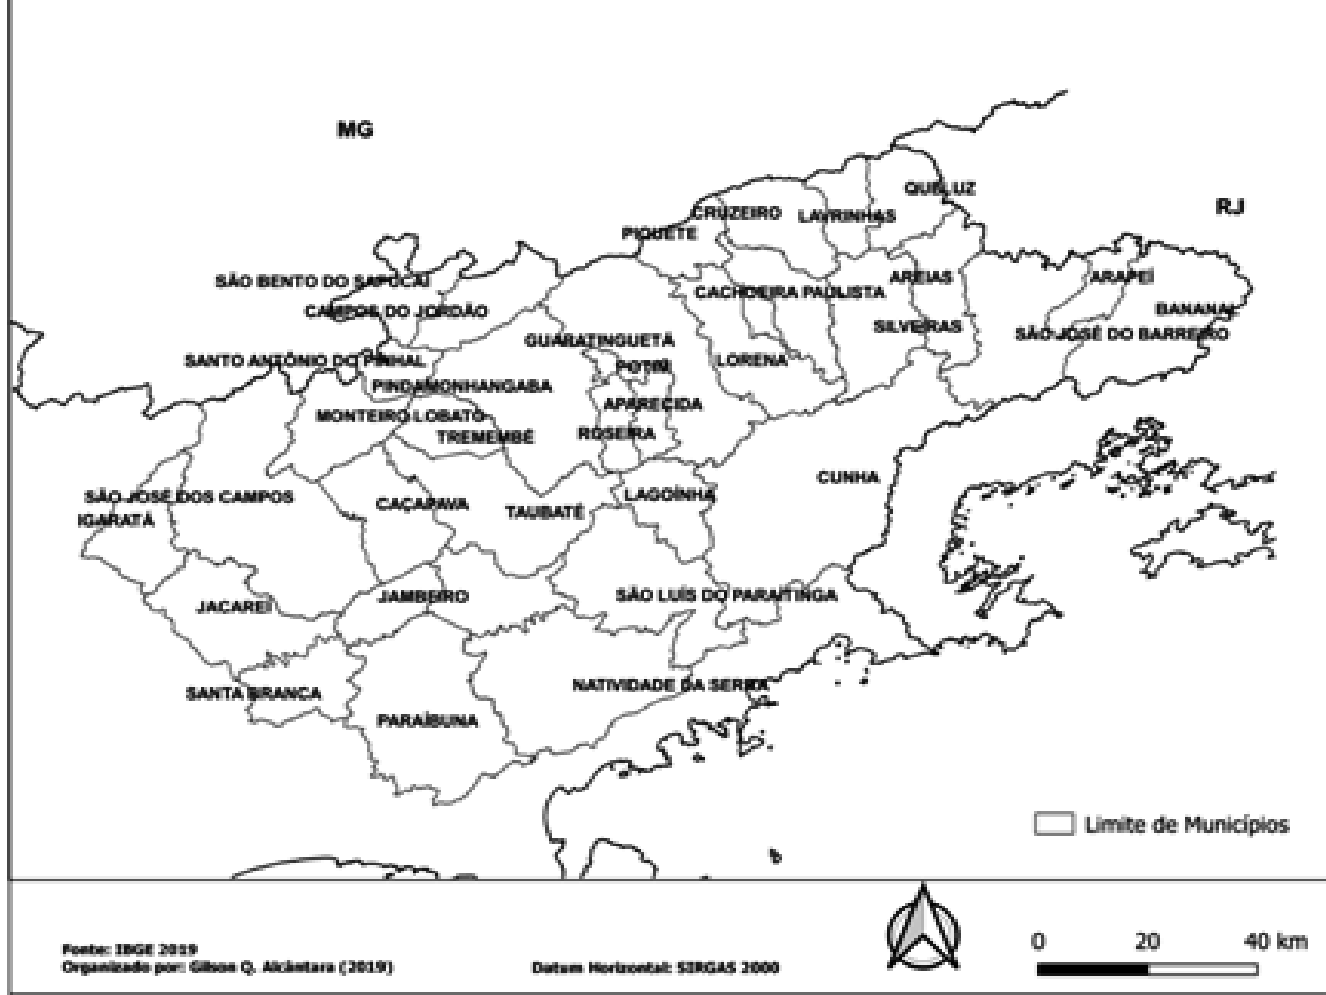 MG
QUELUZ
RJ
CRUZEIRO
LAVRINHAS
PIQUETE
SÃO BENTO DO SAPUCAÍ
AREIAS
ARAPEÍ
CACHOEIRA PAULISTA
CAMPOS DO JORDÃO
BANANAL
SILVEIRAS
SÃO JOSÉ DO BARREIRO
GUARATINGUETÁ
SANTO ANTÔNIO DO PINHAL
POTIM
LORENA
PINDAMONHANGABA
APARECIDA
MONTEIRO LOBATO
TREMEMBÉ
ROSEIRA
CUNHA
SÃO JOSÉ DOS CAMPOS
LAGOÍNHA
CAÇAPAVA
TAUBATÉ
IGARATÁ
JAMBEIRO
SÃO LUÍS DO PARAÍTINGA
JACAREÍ
NATIVIDADE DA SERRA
SANTA BRANCA
PARAÍBUNA
Limite de Municípios
0 20 40 km
Fonte: IBGE 2019
Organizado por: Gilson Q. Alcântara (2019)
Datum Horizontal: SIRGAS 2000